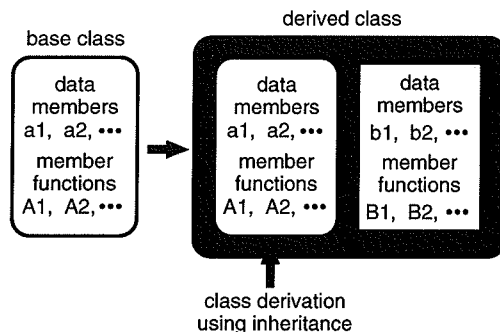 derived class
base class
data
members
a1, a2, •••
member
functions
A1, A2, •••
data
members
a1, a2, •••
member
functions
A1, A2, •••
data
members
b1, b2, •••
member
functions
B1, B2, •••
class derivation
using inheritance